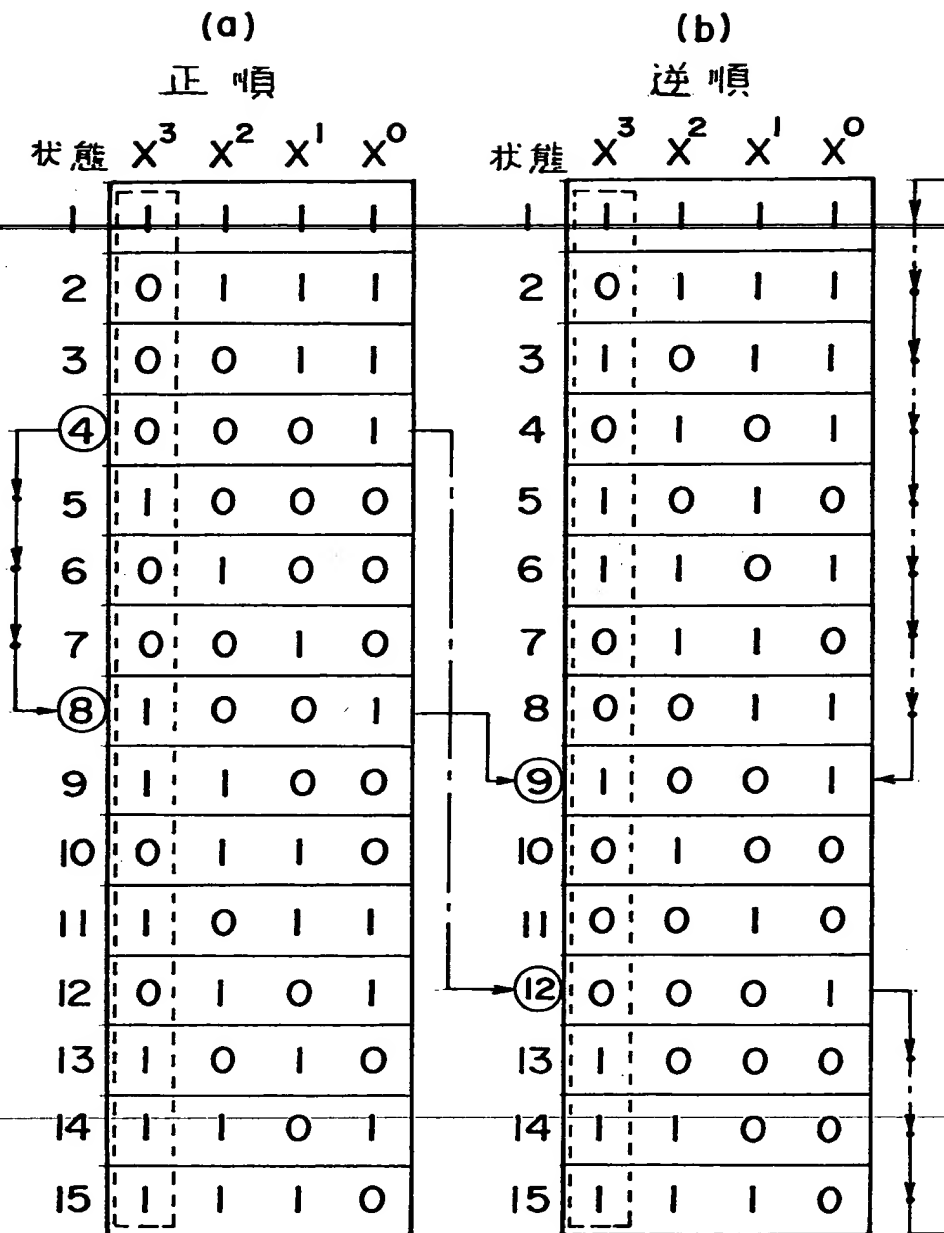 (a) (b)
正順 逆順
状態 X³ X² X¹ X⁰ 状態 X³ X² X¹ X⁰
1 1 1 1 1 1 1 1 1 1
2 0 1 1 1 2 0 1 1 1
3 0 0 1 1 3 1 0 1 1
④ 0 0 0 1 4 0 1 0 1
5 1 0 0 0 5 1 0 1 0
6 0 1 0 0 6 1 1 0 1
7 0 0 1 0 7 0 1 1 0
⑧ 1 0 0 1 8 0 0 1 1
9 1 1 0 0 ⑨ 1 0 0 1
10 0 1 1 0 10 0 1 0 0
11 1 0 1 1 11 0 0 1 0
12 0 1 0 1 ⑫ 0 0 0 1
13 1 0 1 0 13 1 0 0 0
14 1 1 0 1 14 1 1 0 0
15 1 1 1 0 15 1 1 1 0